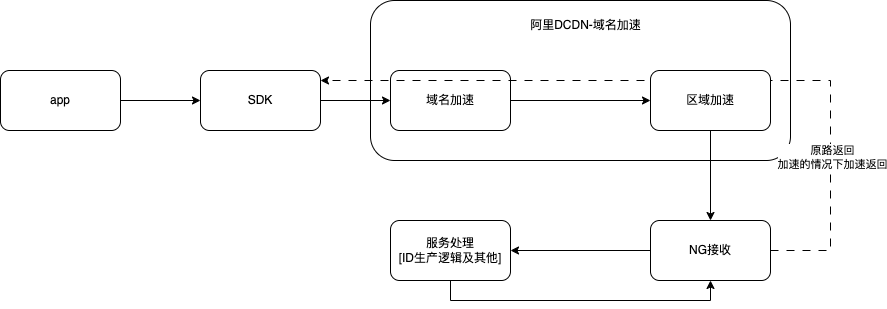 阿里DCDN-域名加速
app
SDK
域名加速
区域加速
原路返回
加速的情况下加速返回
服务处理
[ID生产逻辑及其他]
NG接收